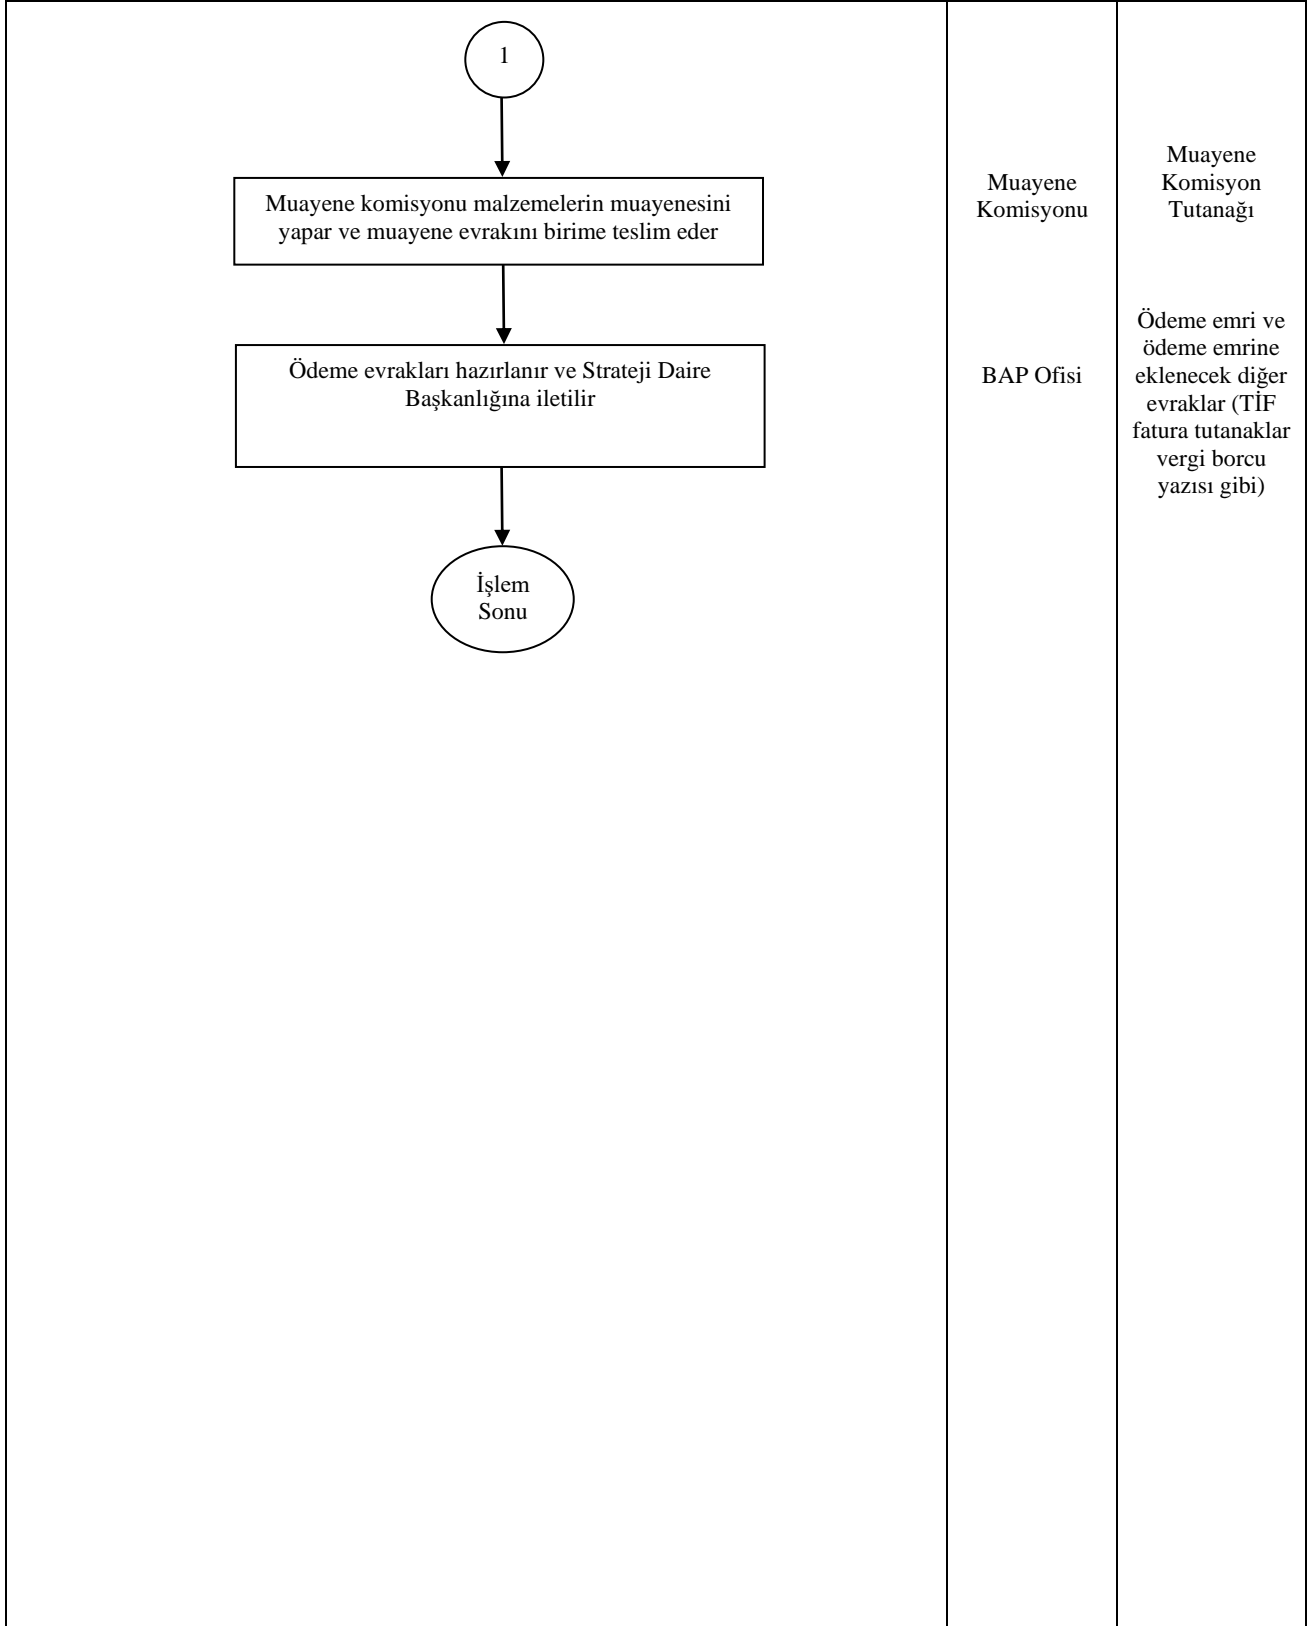 1
Muayene komisyonu malzemelerin muayenesini
yapar ve muayene evrakını birime teslim eder
Muayene
Komisyonu
Muayene
Komisyon
Tutanağı
Ödeme evrakları hazırlanır ve Strateji Daire
Başkanlığına iletilir
BAP Ofisi
Ödeme emri ve
ödeme emrine
eklenecek diğer
evraklar (TİF
fatura tutanaklar
vergi borcu
yazısı gibi)
İşlem
Sonu